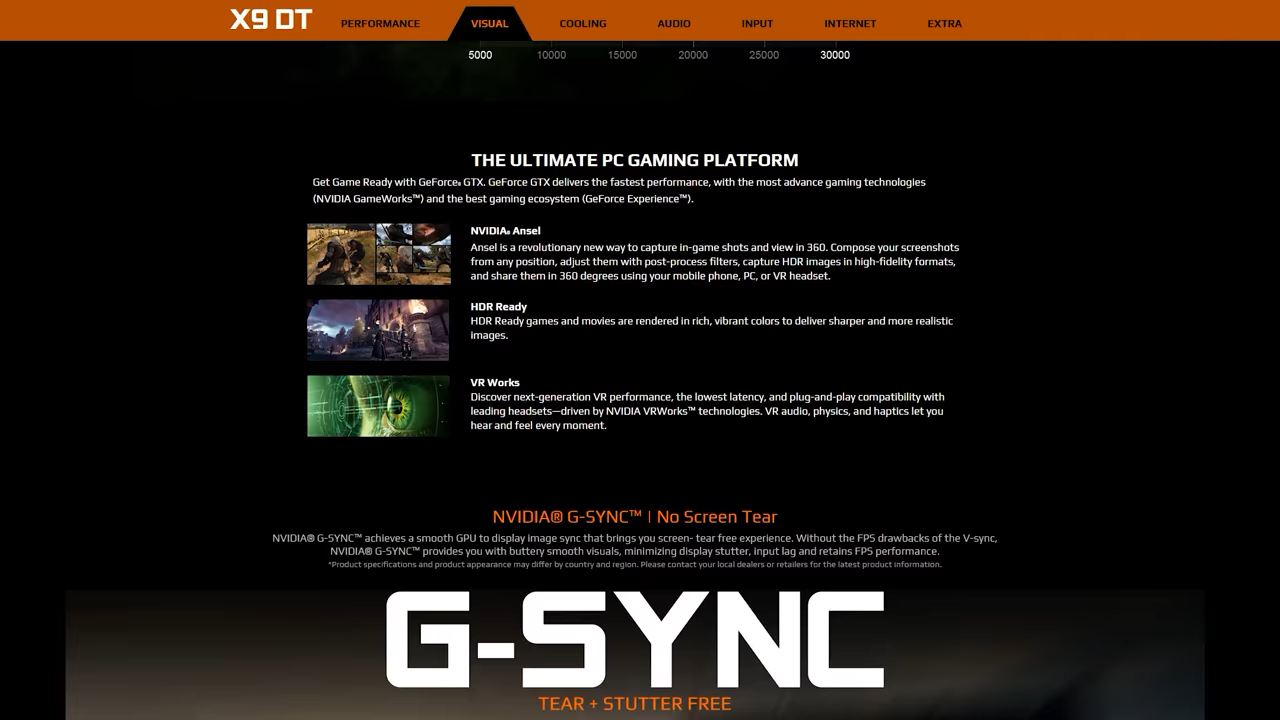 X9 DT
PERFORMANCE
VISUAL
COOLING
AUDIO
INPUT
INTERNET
EXTRA
5000 10000 15000 20000 25000 30000
THE ULTIMATE PC GAMING PLATFORM
Get Game Ready with GeForce® GTX. GeForce GTX delivers the fastest performance, with the most advance gaming technologies
(NVIDIA GameWorks™) and the best gaming ecosystem (GeForce Experience™).
NVIDIA® Ansel
Ansel is a revolutionary new way to capture in-game shots and view in 360. Compose your screenshots
from any position, adjust them with post-process filters, capture HDR images in high-fidelity formats,
and share them in 360 degrees using your mobile phone, PC, or VR headset.
HDR Ready
HDR Ready games and movies are rendered in rich, vibrant colors to deliver sharper and more realistic
images.
VR Works
Discover next-generation VR performance, the lowest latency, and plug-and-play compatibility with
leading headsets—driven by NVIDIA VRWorks™ technologies. VR audio, physics, and haptics let you
hear and feel every moment.
NVIDIA® G-SYNC™ | No Screen Tear
NVIDIA® G-SYNC™ achieves a smooth GPU to display image sync that brings you screen- tear free experience. Without the FPS drawbacks of the V-sync,
NVIDIA® G-SYNC™ provides you with buttery smooth visuals, minimizing display stutter, input lag and retains FPS performance.
*Product specifications and product appearance may differ by country and region. Please contact your local dealers or retailers for the latest product information.
G-SYNC
TEAR + STUTTER FREE